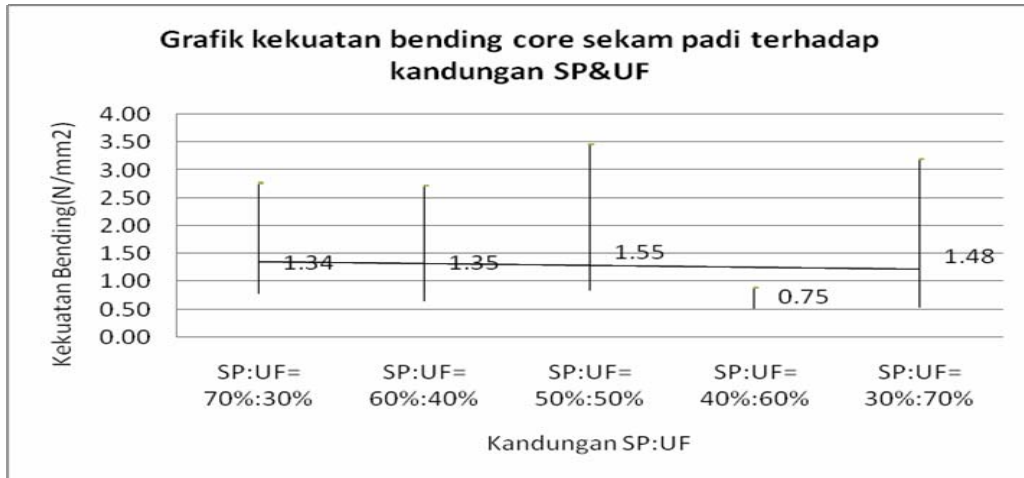 Grafik kekuatan bending core sekam padi terhadap
kandungan SP&UF
Kekuatan Bending(N/mm2)
4.00
3.50
3.00
2.50
2.00
1.50
1.00
0.50
0.00
1.34
1.35
1.55
0.75
1.48
SP:UF=
70%:30%
SP:UF=
60%:40%
SP:UF=
50%:50%
SP:UF=
40%:60%
SP:UF=
30%:70%
Kandungan SP:UF